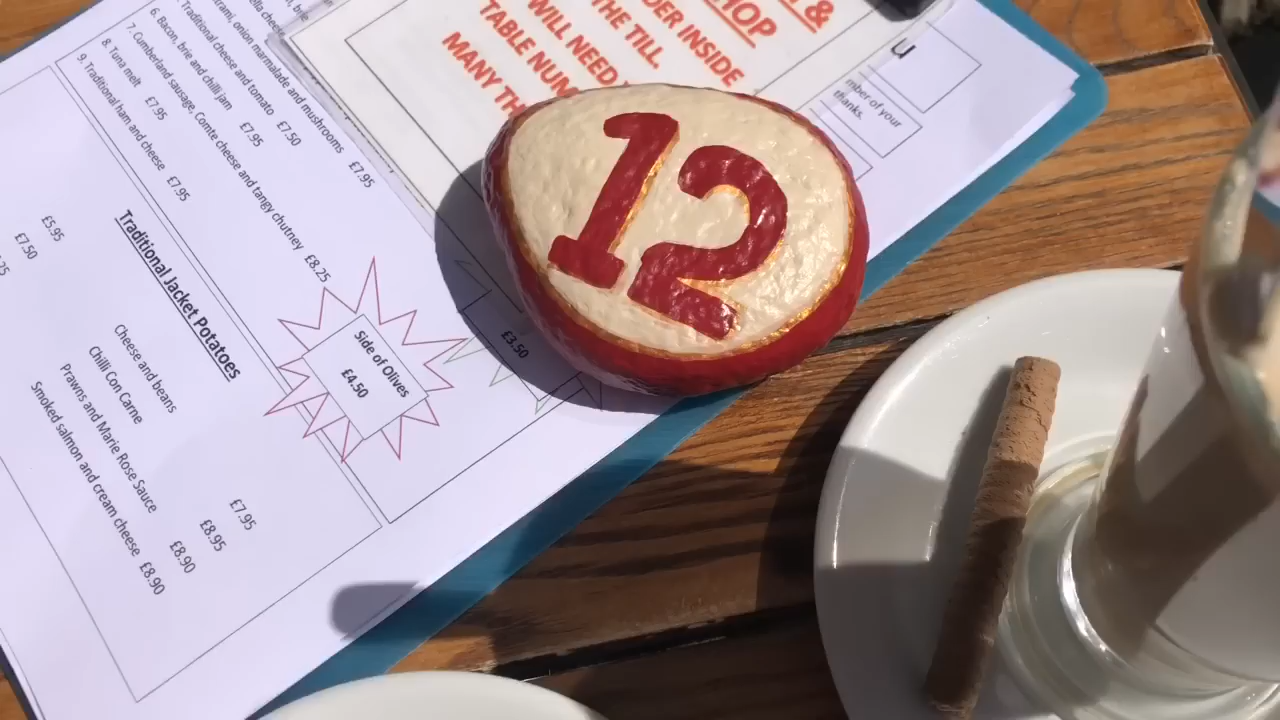 mozzarella cheese
trami, onion marmalade and mushrooms £7.95
Traditional cheese and tomato £7.50
6. Bacon, brie and chilli jam £7.95
7. Cumberland sausage, Comte cheese and tangy chutney £8.25
8. Tuna melt £7.95
9. Traditional ham and cheese £7.95
£5.95
£7.50
Traditional Jacket Potatoes
Cheese and beans £7.95
Chilli Con Carne £8.95
Prawns and Marie Rose Sauce £8.90
Smoked salmon and cream cheese £8.90
Side of Olives
£4.50
£3.50
&
HOP
DER INSIDE
THE TILL.
WILL NEED
TABLE NUM
MANY TH
U
mber of your
thanks.
12